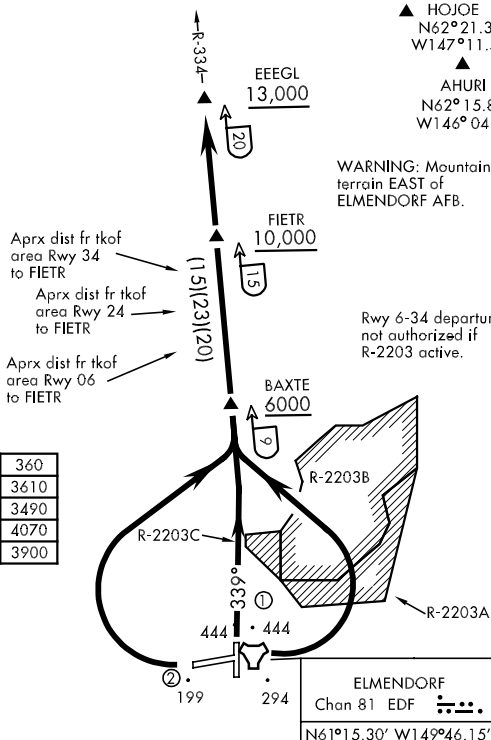 ▲ HOJOE
N62° 21.3
W147° 11.
R-334
▲
AHURI
N62° 15.8
W146° 04
EEEGL
13,000
20
WARNING: Mountain
terrain EAST of
ELMENDORF AFB.
FIETR
10,000
15
Aprx dist fr tkof
area Rwy 34
to FIETR
Aprx dist fr tkof
area Rwy 24
to FIETR
Aprx dist fr tkof
area Rwy 06
to FIETR
(15)(23)(20)
Rwy 6-34 departur
not authorized if
R-2203 active.
BAXTE
6000
9
360
3610
3490
4070
3900
R-2203B
R-2203C
R-2203A
339°
①
444
444
②
199
294
ELMENDORF
Chan 81 EDF
N61°15.30' W149°46.15'